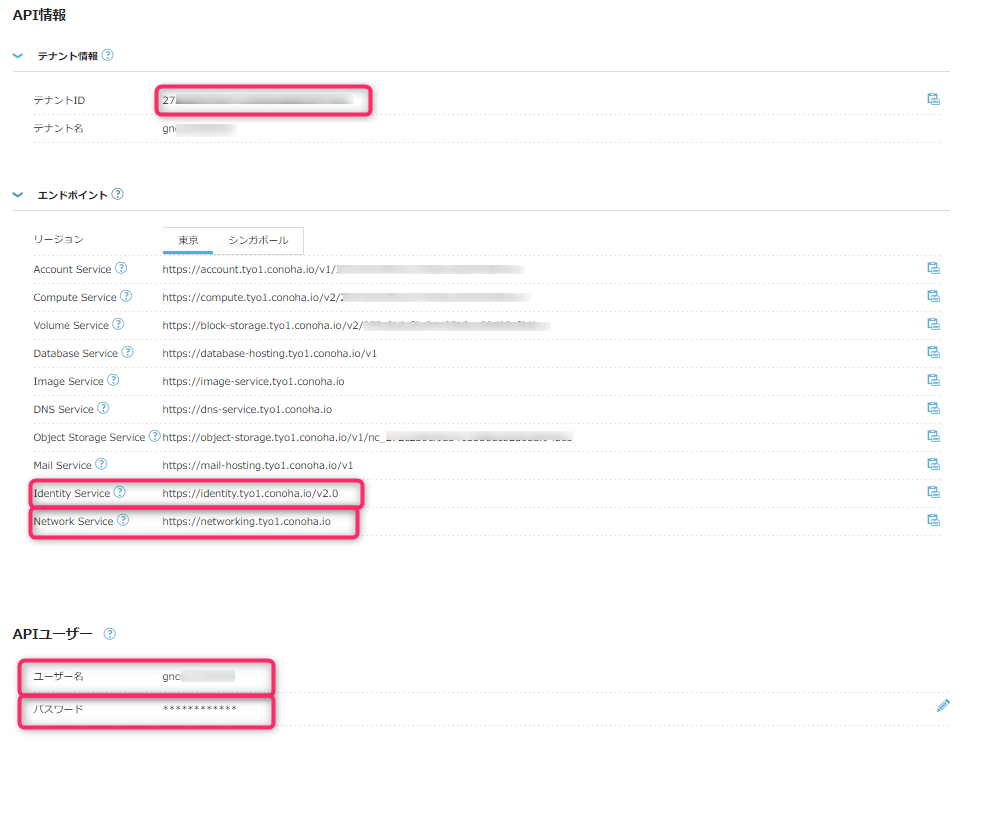 API情報
テナント情報
テナントID 27
テナント名 gnc
エンドポイント
リージョン 東京 シンガポール
Account Service https://account.tyo1.conoha.io/v1/
Compute Service https://compute.tyo1.conoha.io/v2/2
Volume Service https://block-storage.tyo1.conoha.io/v2/
Database Service https://database-hosting.tyo1.conoha.io/v1
Image Service https://image-service.tyo1.conoha.io
DNS Service https://dns-service.tyo1.conoha.io
Object Storage Service https://object-storage.tyo1.conoha.io/v1/nc_
Mail Service https://mail-hosting.tyo1.conoha.io/v1
Identity Service https://identity.tyo1.conoha.io/v2.0
Network Service https://networking.tyo1.conoha.io
APIユーザー
ユーザー名 gnc
パスワード ************